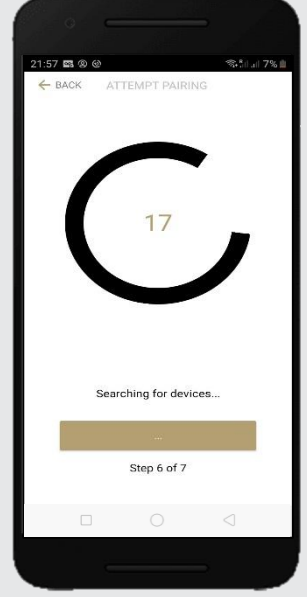 21:57 7%
← BACK ATTEMPT PAIRING
17
Searching for devices...
...
Step 6 of 7